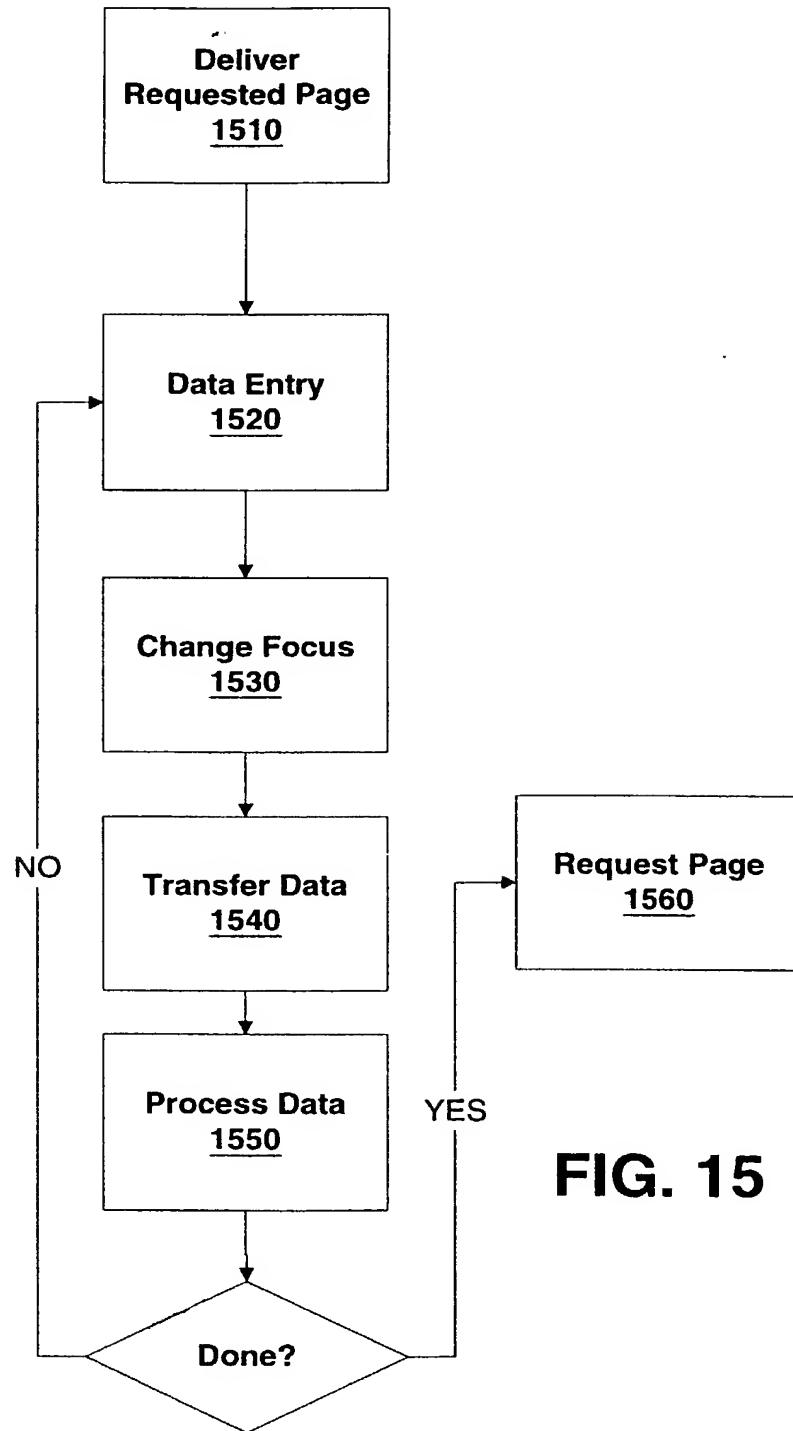 Deliver
Requested Page
1510
Data Entry
1520
Change Focus
1530
Transfer Data
1540
Process Data
1550
Done?
NO
YES
Request Page
1560
FIG. 15